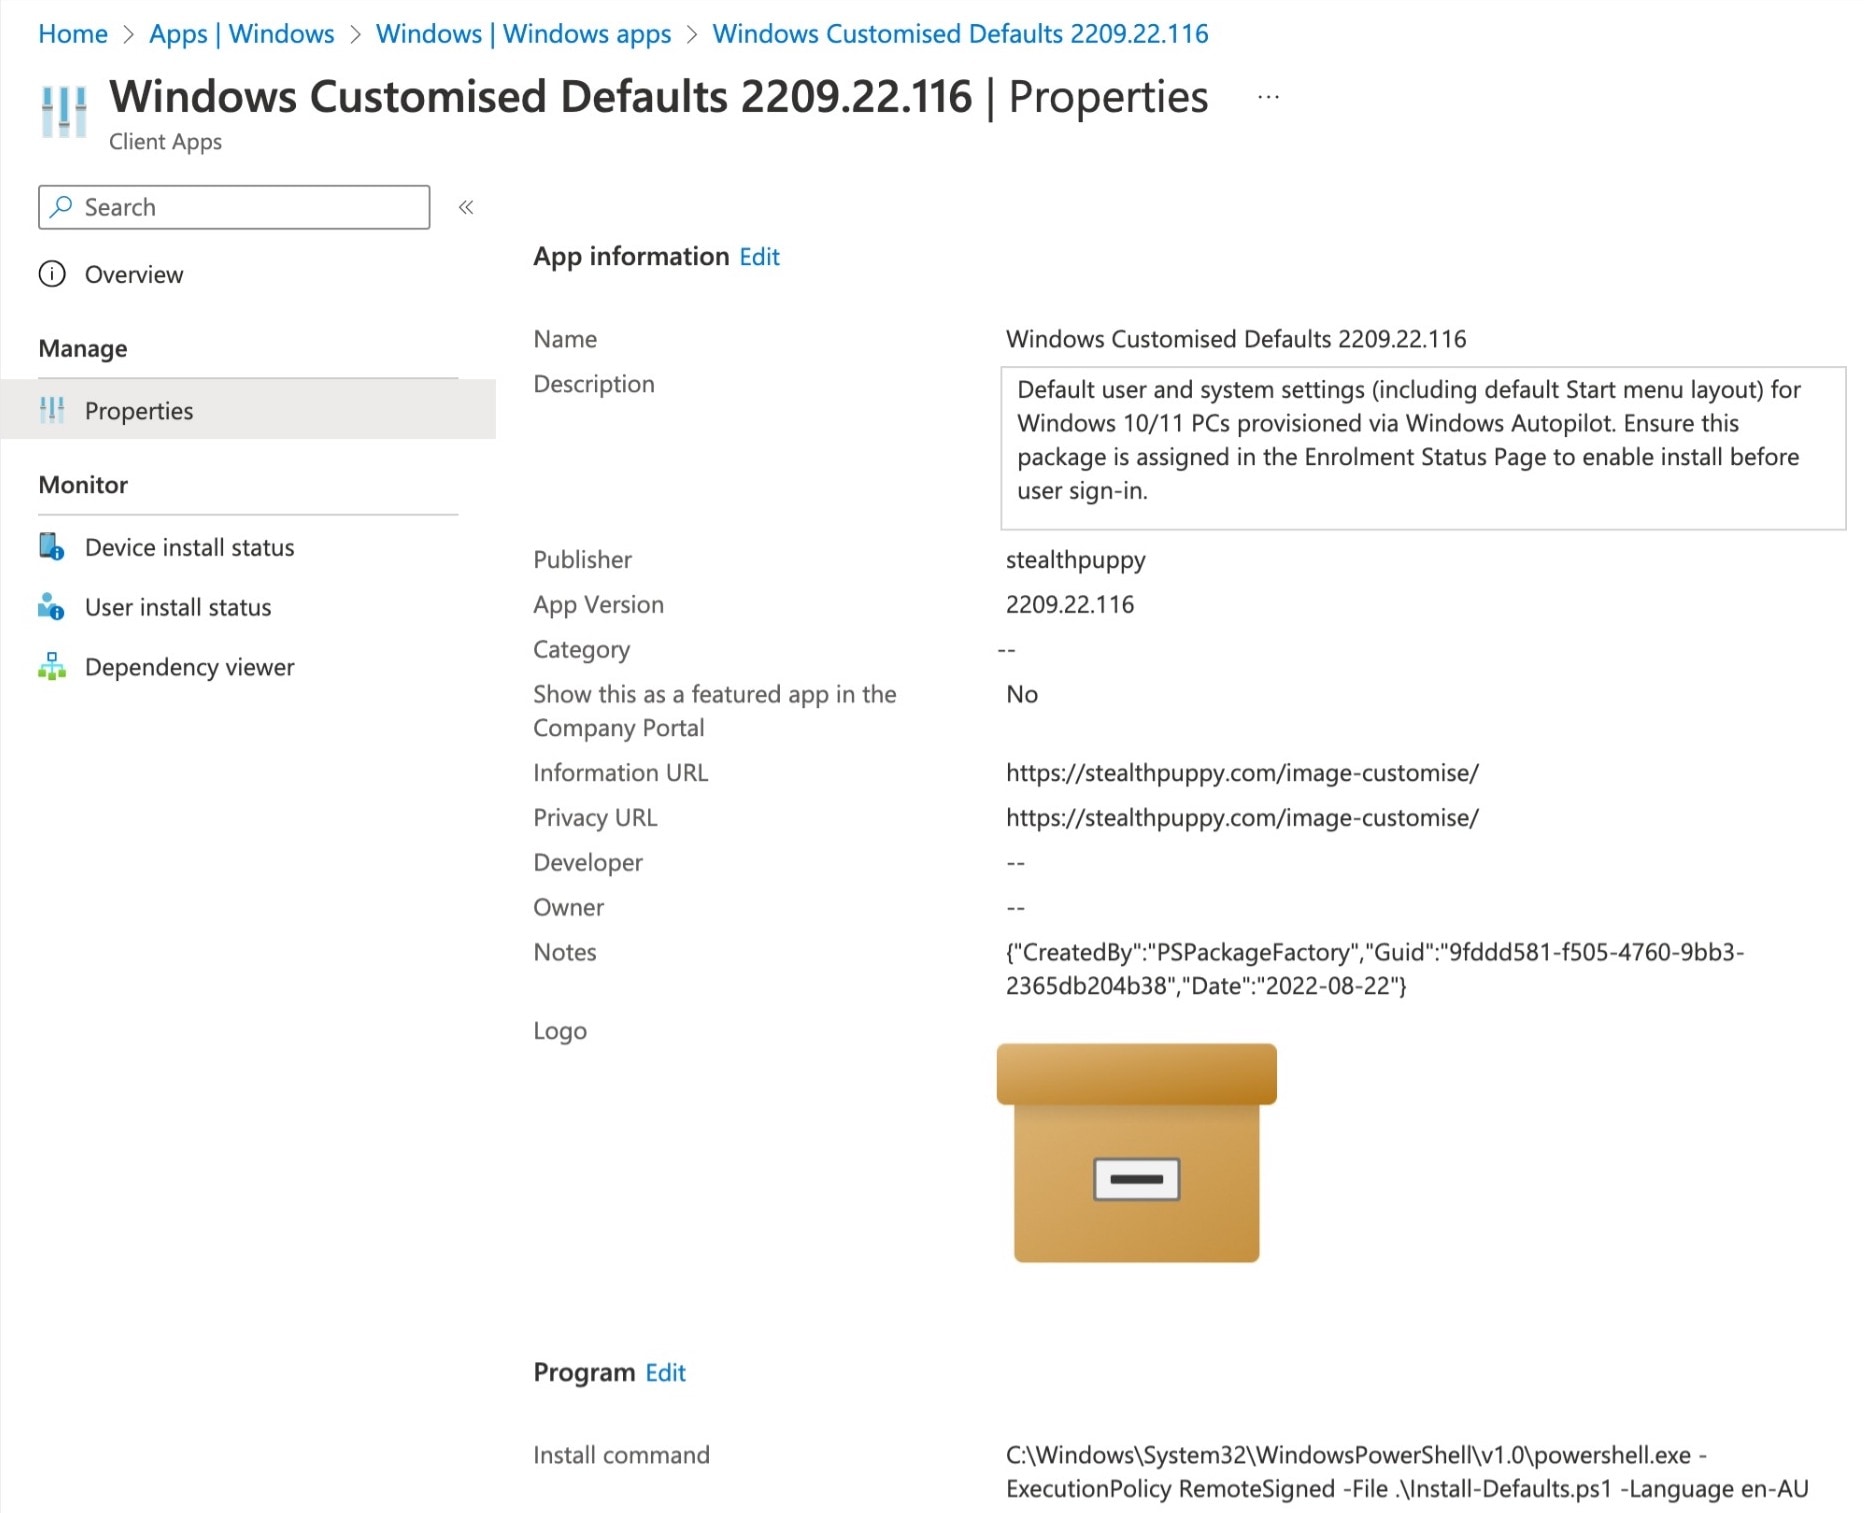 Home > Apps | Windows > Windows | Windows apps > Windows Customised Defaults 2209.22.116
Windows Customised Defaults 2209.22.116 | Properties ...
Client Apps
Search «
Overview
Manage
Properties
Monitor
Device install status
User install status
Dependency viewer
App information Edit
Name
Windows Customised Defaults 2209.22.116
Description
Default user and system settings (including default Start menu layout) for
Windows 10/11 PCs provisioned via Windows Autopilot. Ensure this
package is assigned in the Enrolment Status Page to enable install before
user sign-in.
Publisher
stealthpuppy
App Version
2209.22.116
Category
--
Show this as a featured app in the
Company Portal
No
Information URL
https://stealthpuppy.com/image-customise/
Privacy URL
https://stealthpuppy.com/image-customise/
Developer
--
Owner
--
Notes
{"CreatedBy":"PSPackageFactory","Guid":"9fddd581-f505-4760-9bb3-
2365db204b38","Date":"2022-08-22"}
Logo
Program Edit
Install command
C:\Windows\System32\WindowsPowerShell\v1.0\powershell.exe -
ExecutionPolicy RemoteSigned -File .\Install-Defaults.ps1 -Language en-AU